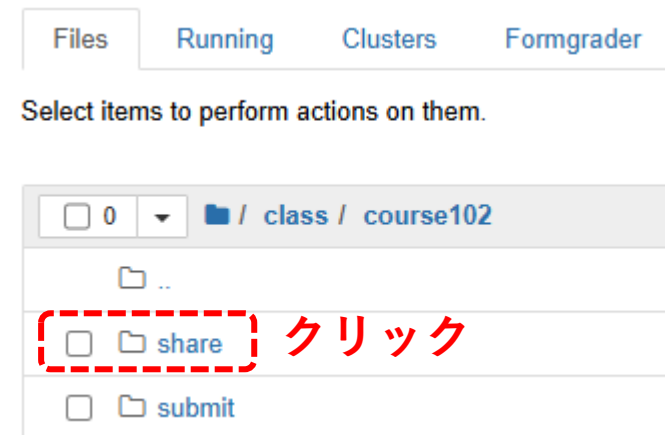 Files Running Clusters Formgrader
Select items to perform actions on them.
0 / class / course102
..
share クリック
submit